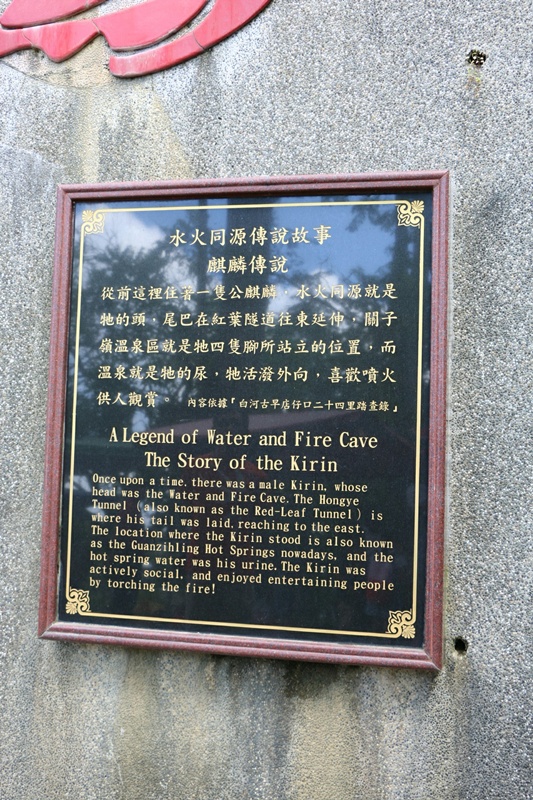 水火同源傳說故事
麒麟傳說
從前這裡住著一隻公麒麟，水火同源就是
牠的頭，尾巴在紅葉隧道往東延伸，關子
嶺溫泉區就是牠四隻腳所站立的位置，而
溫泉就是牠的尿，牠活潑外向，喜歡噴火
供人觀賞。 內容依據「白河古早店仔口二十四里踏查錄」
A Legend of Water and Fire Cave
The Story of the Kirin
Once upon a time, there was a male Kirin, whose
head was the Water and Fire Cave. The Hongye
Tunnel (also known as the Red-Leaf Tunnel) is
where his tail was laid, reaching to the east.
The location where the Kirin stood is also known
as the Guanzihling Hot Springs nowadays, and the
hot spring water was his urine. The Kirin was
actively social, and enjoyed entertaining people
by torching the fire!